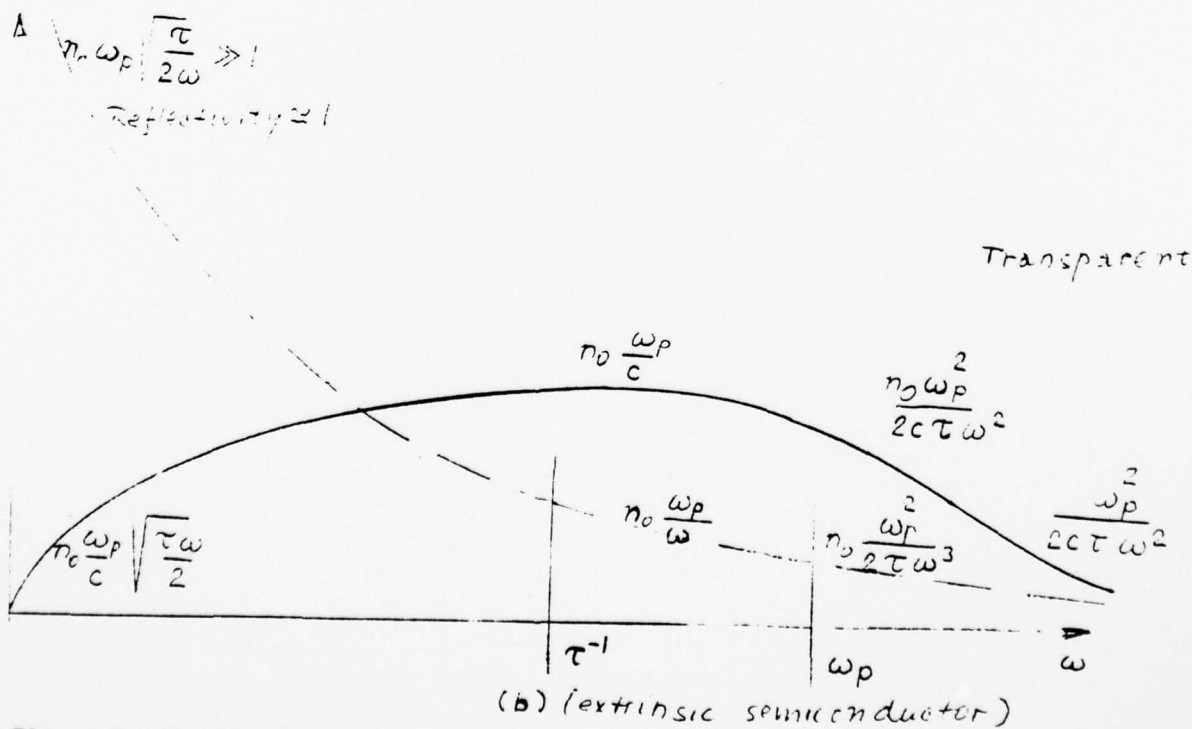 n₀ ω_p √(τ/2ω) ≫ 1
Reflectivity ≃ 1
Transparent
n₀ ω_p/c
n₀ ω_p²/2cτω²
n₀ ω_p/c √(τω/2)
n₀ ω_p/ω
n₀ ω_p²/2τω³
ω_p²/2cτω²
τ⁻¹
ω_p
ω
(b) (extrinsic semiconductor)